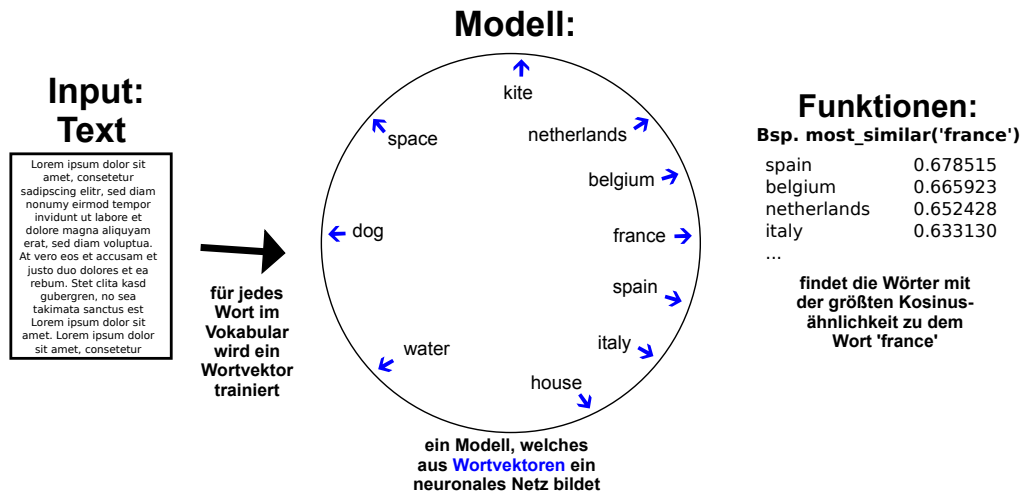 Modell:
Input:
Text
Lorem ipsum dolor sit
amet, consetetur
sadipscing elitr, sed diam
nonumy eirmod tempor
invidunt ut labore et
dolore magna aliquyam
erat, sed diam voluptua.
At vero eos et accusam et
justo duo dolores et ea
rebum. Stet clita kasd
gubergren, no sea
takimata sanctus est
Lorem ipsum dolor sit
amet. Lorem ipsum dolor
sit amet, consetetur
für jedes
Wort im
Vokabular
wird ein
Wortvektor
trainiert
kite
space
netherlands
belgium
dog
france
spain
water
italy
house
ein Modell, welches
aus Wortvektoren ein
neuronales Netz bildet
Funktionen:
Bsp. most_similar('france')
spain 0.678515
belgium 0.665923
netherlands 0.652428
italy 0.633130
...
findet die Wörter mit
der größten Kosinus-
ähnlichkeit zu dem
Wort 'france'